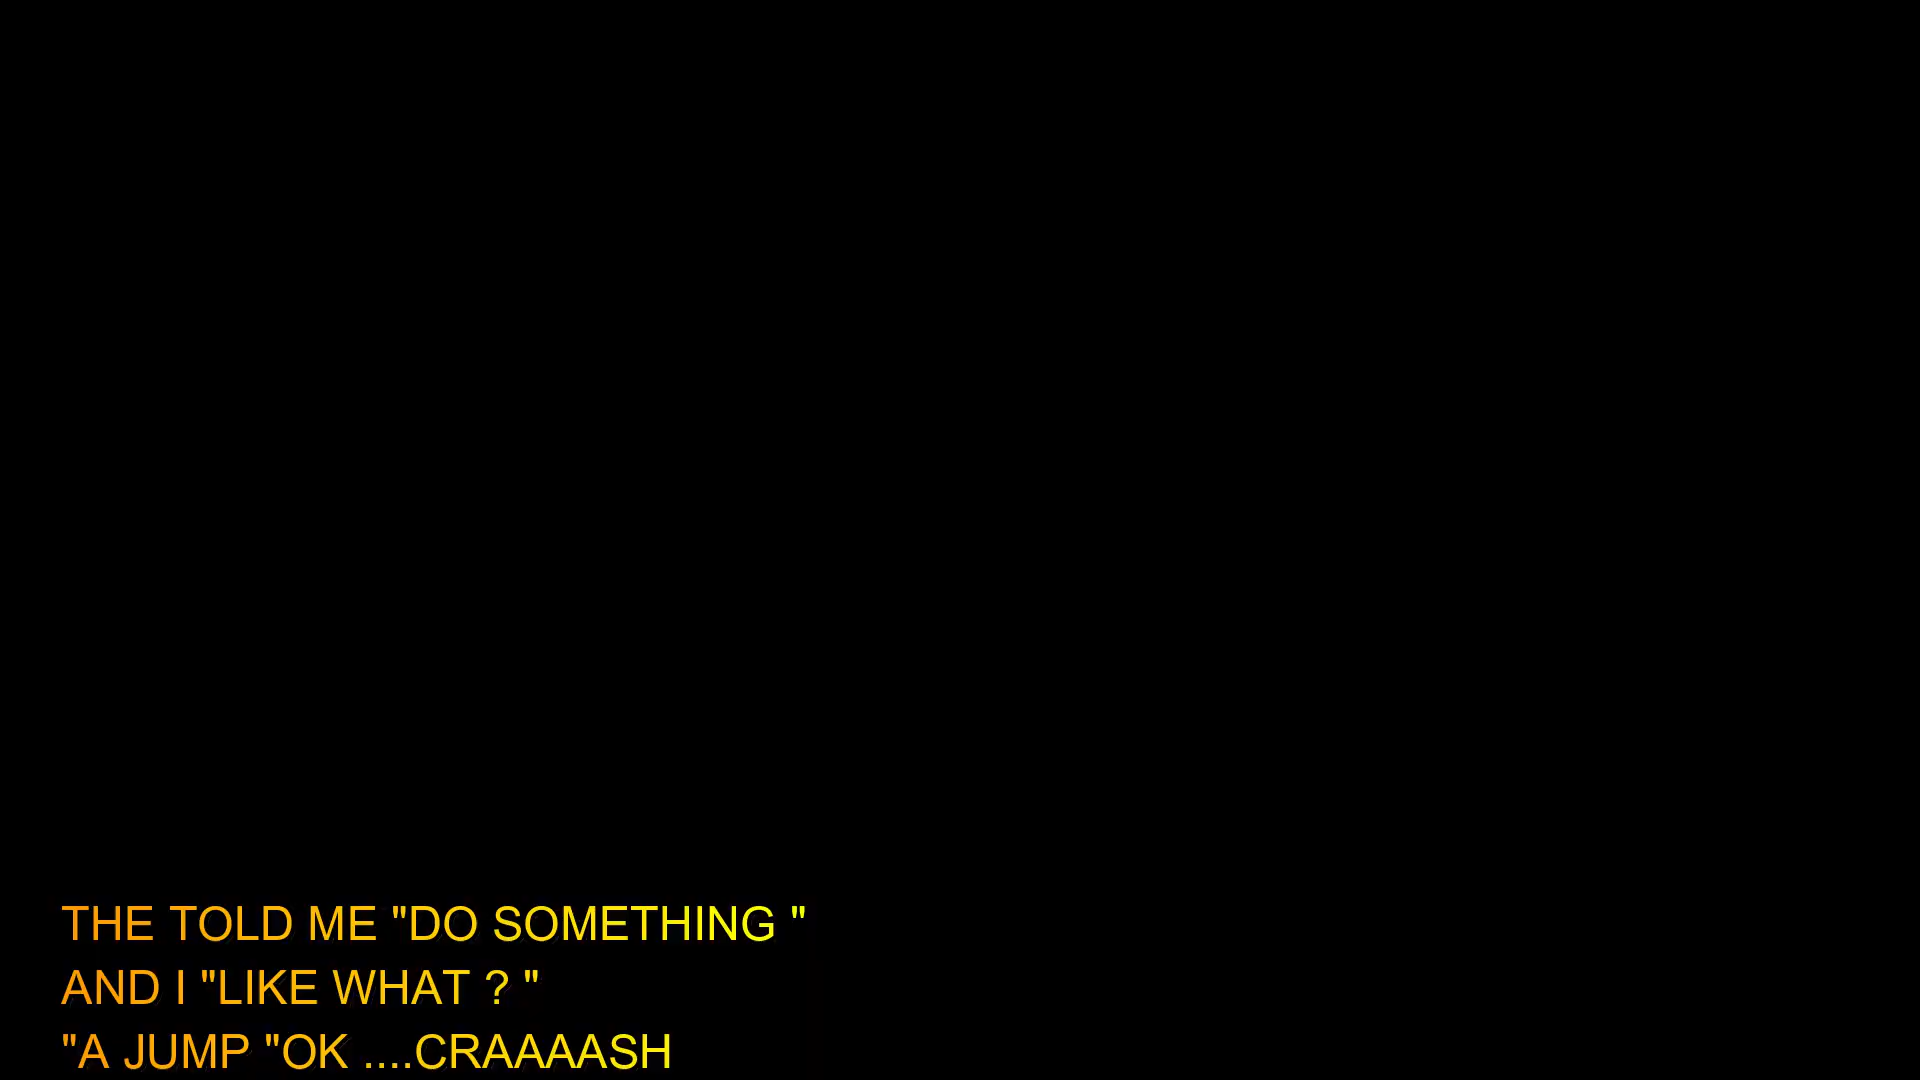 THE TOLD ME "DO SOMETHING "
AND I "LIKE WHAT ? "
"A JUMP "OK ....CRAAAASH